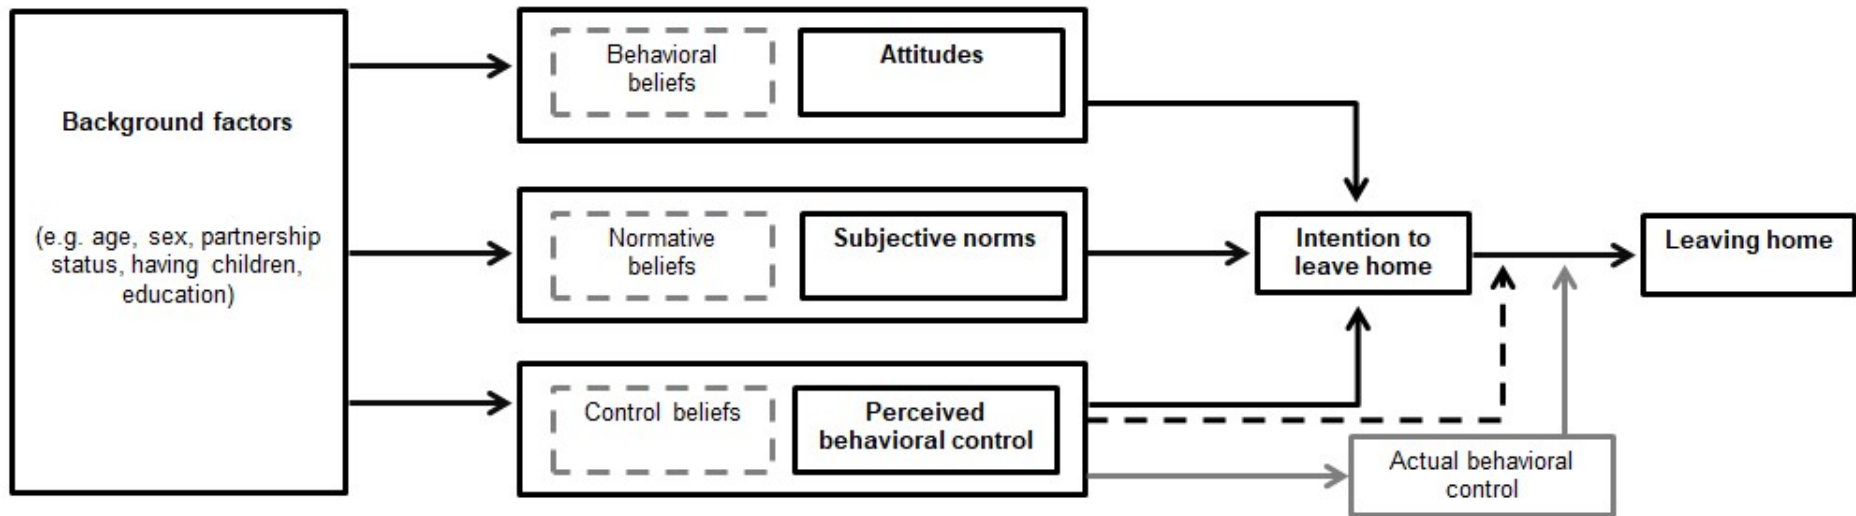 Background factors
(e.g. age, sex, partnership
status, having children,
education)
Behavioral
beliefs
Attitudes
Normative
beliefs
Subjective norms
Control beliefs
Perceived
behavioral control
Intention to
leave home
Leaving home
Actual behavioral
control